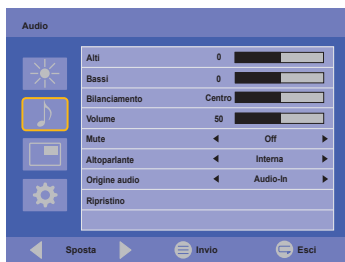 Audio
Alti 0
Bassi 0
Bilanciamento Centro
Volume 50
Mute Off
Altoparlante Interna
Origine audio Audio-In
Ripristino
Sposta Invio Esci